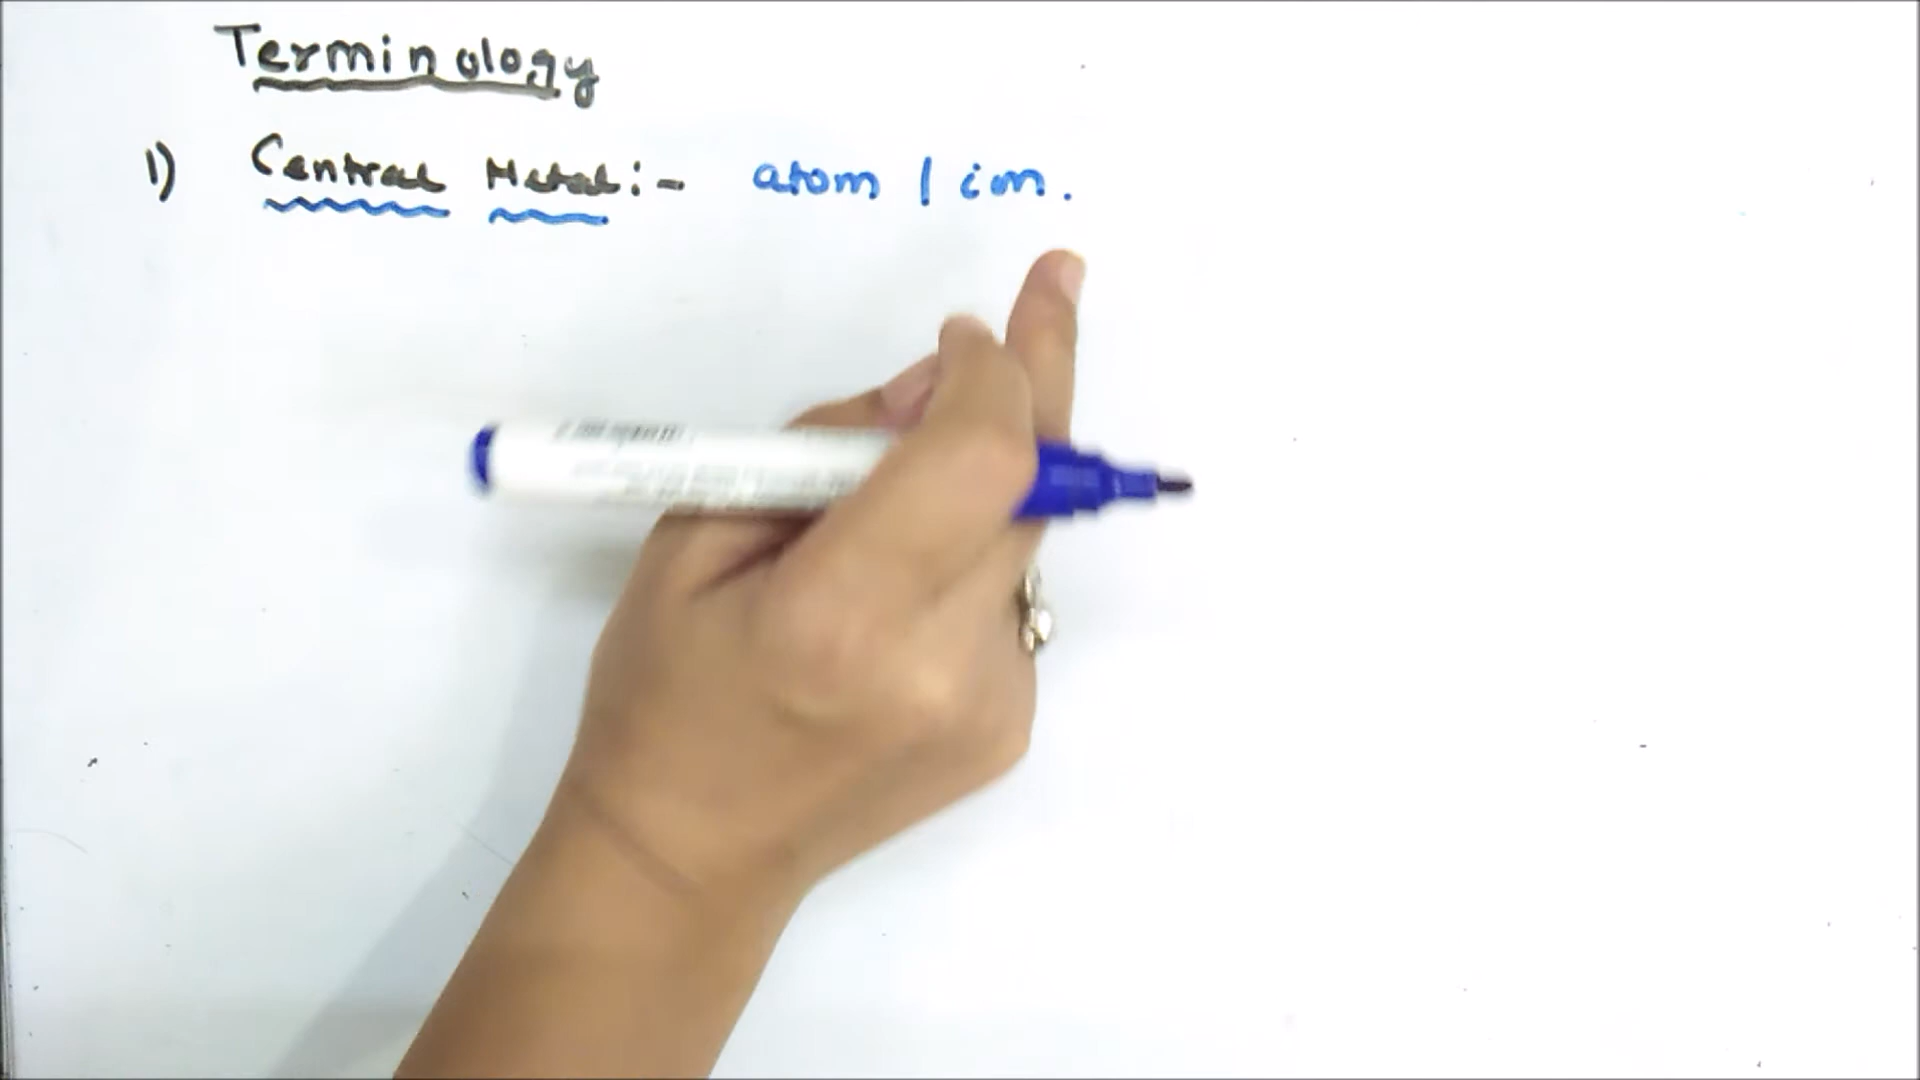 Terminology
1) Central Metal :- atom / ion.